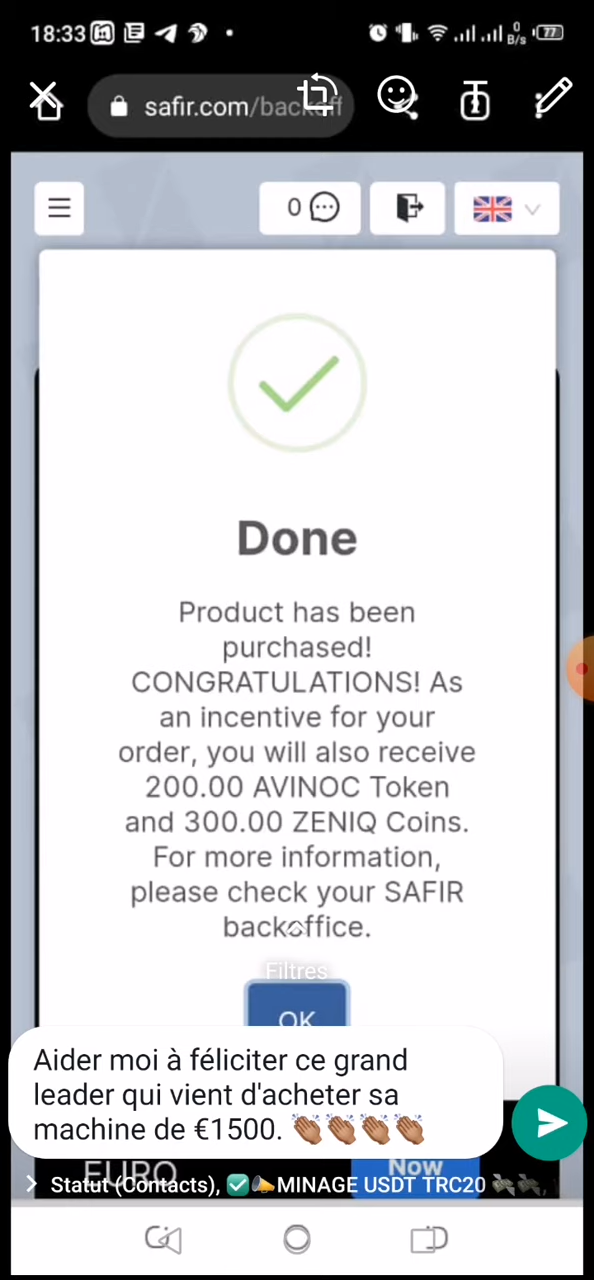 18:33
0 B/s 77
safir.com/backoff
0
Done
Product has been
purchased!
CONGRATULATIONS! As
an incentive for your
order, you will also receive
200.00 AVINOC Token
and 300.00 ZENIQ Coins.
For more information,
please check your SAFIR
backoffice.
Filtres
OK
Aider moi à féliciter ce grand
leader qui vient d'acheter sa
machine de €1500. 👏🏾👏🏾👏🏾👏🏾
EURO
Now
Statut (Contacts), ✅📣MINAGE USDT TRC20 💸💸,